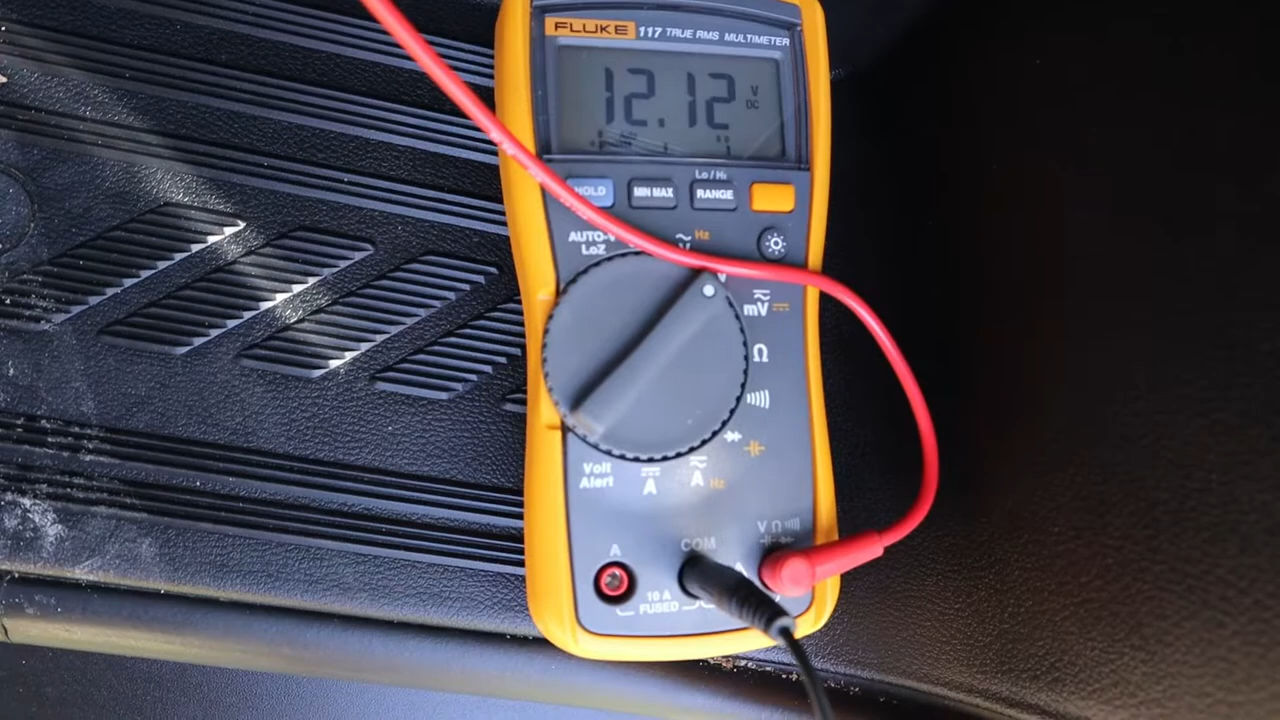 FLUKE 117 TRUE RMS MULTIMETER
12.12 V
DC
Lo / Hi
HOLD MIN MAX RANGE
AUTO-V
LoZ
Hz
V
V
mV
Ω
Volt
Alert
A
A Hz
V Ω
COM
A
10 A
FUSED